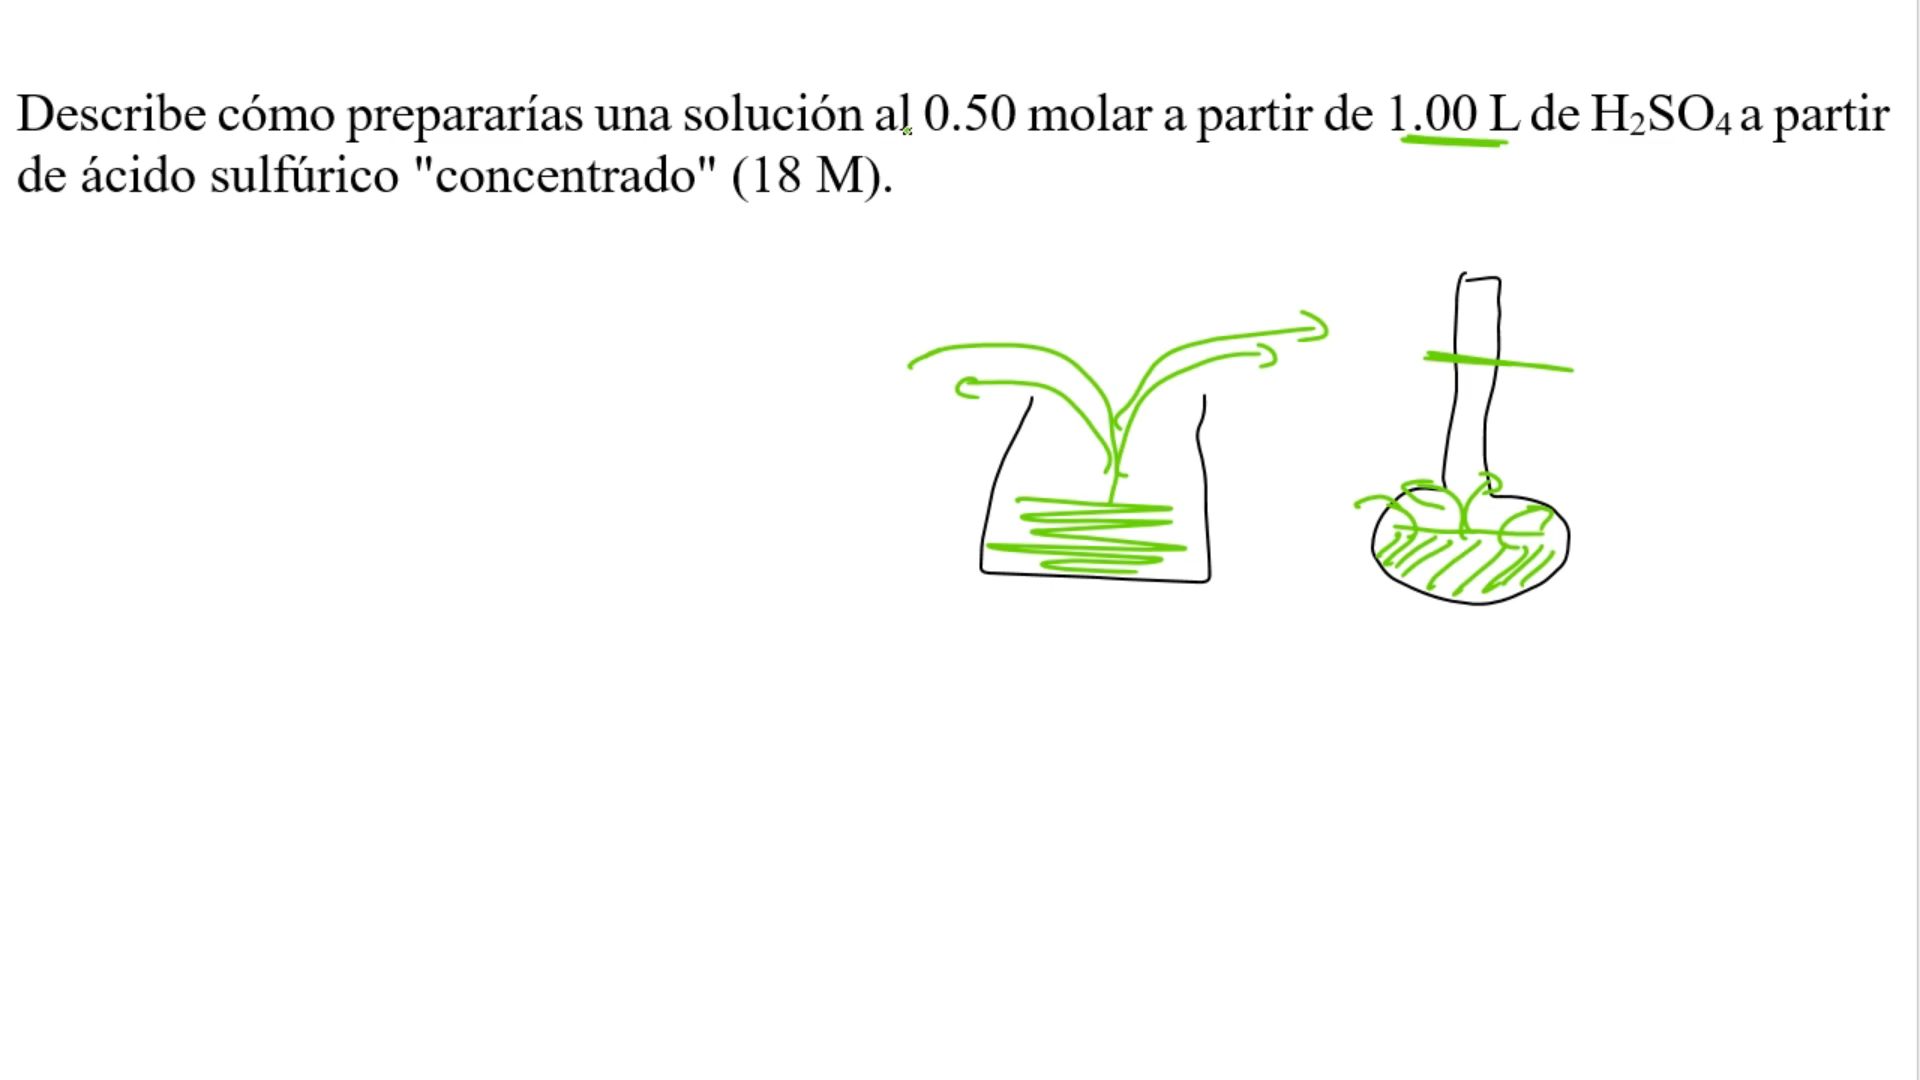 Describe cómo prepararías una solución al 0.50 molar a partir de 1.00 L de H₂SO₄ a partir
de ácido sulfúrico "concentrado" (18 M).